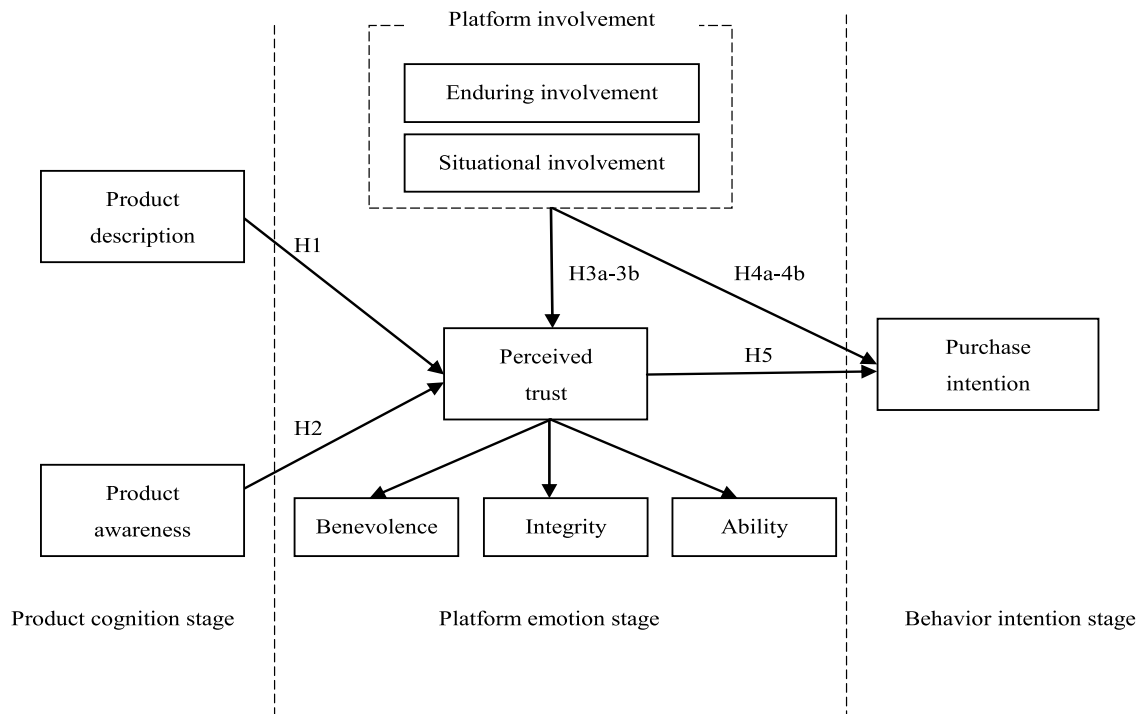 Platform involvement
Enduring involvement
Situational involvement
Product
description
H1
H3a-3b
H4a-4b
Perceived
trust
H5
Purchase
intention
H2
Product
awareness
Benevolence
Integrity
Ability
Product cognition stage
Platform emotion stage
Behavior intention stage